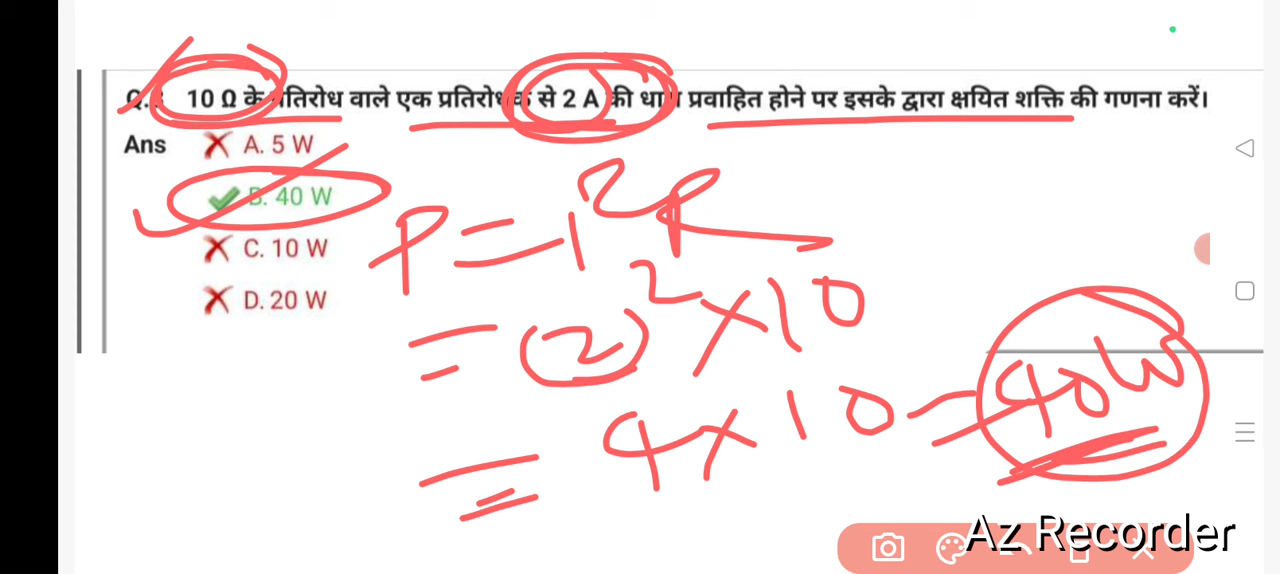 10 Ω के प्रतिरोध वाले एक प्रतिरोधक से 2 A की धारा प्रवाहित होने पर इसके द्वारा क्षयित शक्ति की गणना करें।
Ans A. 5 W
B. 40 W
C. 10 W
D. 20 W
P = I²R
= (2)² × 10
= 4 × 10 = 40W
Az Recorder